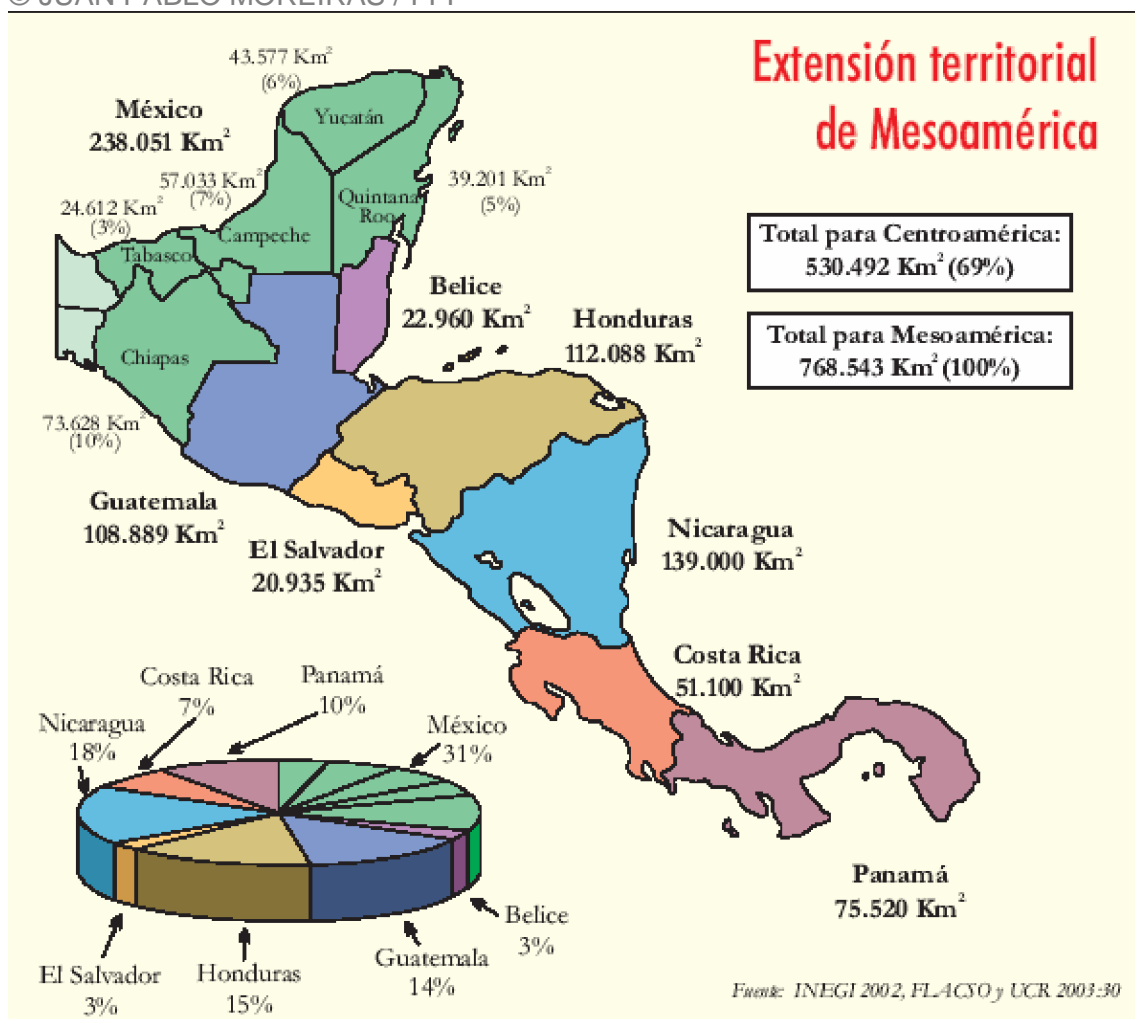 © JUAN PABLO MOREIRAS / FFI
Extensión territorial
de Mesoamérica
43.577 Km²
(6%)
México
238.051 Km²
Yucatán
57.033 Km²
(7%)
39.201 Km²
(5%)
24.612 Km²
(3%)
Quintana
Roo
Campeche
Tabasco
Total para Centroamérica:
530.492 Km² (69%)
Belice
22.960 Km²
Honduras
112.088 Km²
Total para Mesoamérica:
768.543 Km² (100%)
Chiapas
73.628 Km²
(10%)
Guatemala
108.889 Km²
El Salvador
20.935 Km²
Nicaragua
139.000 Km²
Costa Rica
51.100 Km²
Panamá
75.520 Km²
Costa Rica
7%
Panamá
10%
Nicaragua
18%
México
31%
Belice
3%
Guatemala
14%
El Salvador
3%
Honduras
15%
Fuente: INEGI 2002, FLACSO y UCR 2003:30